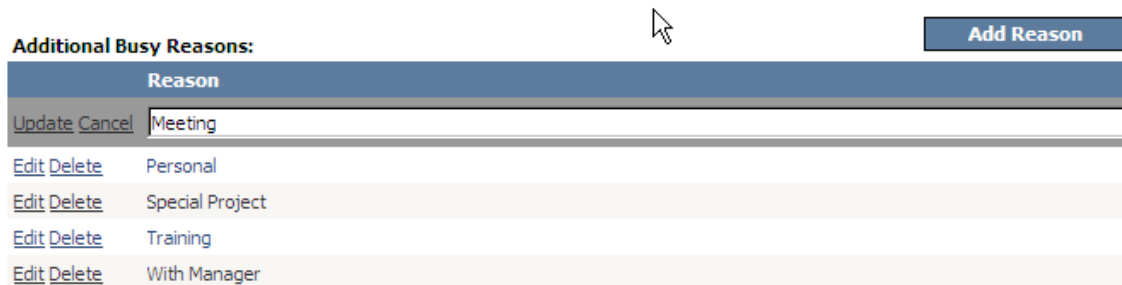 Additional Busy Reasons: Add Reason
Reason
Update Cancel Meeting
Edit Delete Personal
Edit Delete Special Project
Edit Delete Training
Edit Delete With Manager